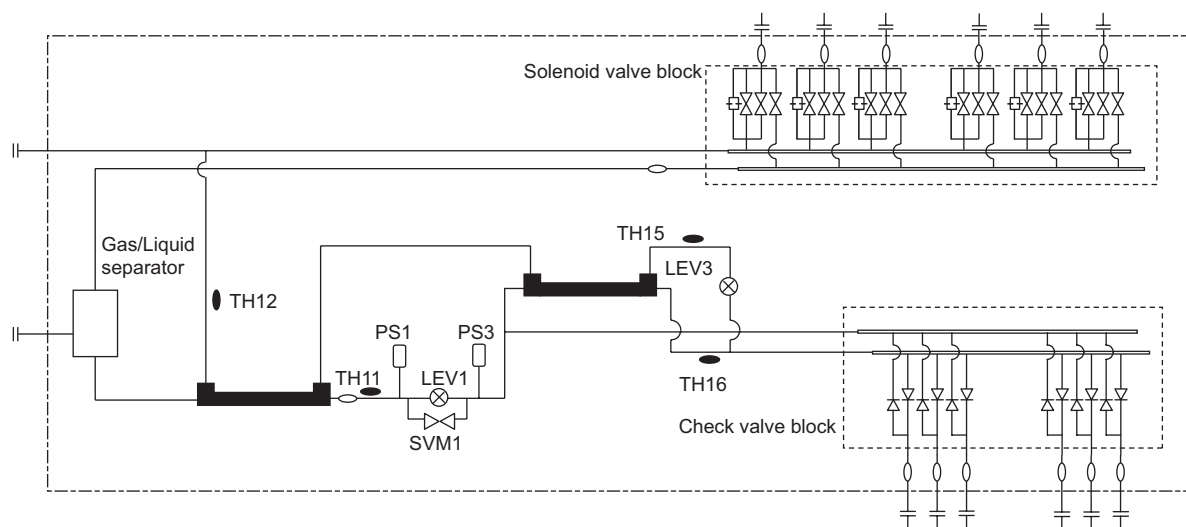 Solenoid valve block
Gas/Liquid
separator
TH15
LEV3
TH12
PS1
PS3
TH11
LEV1
TH16
SVM1
Check valve block